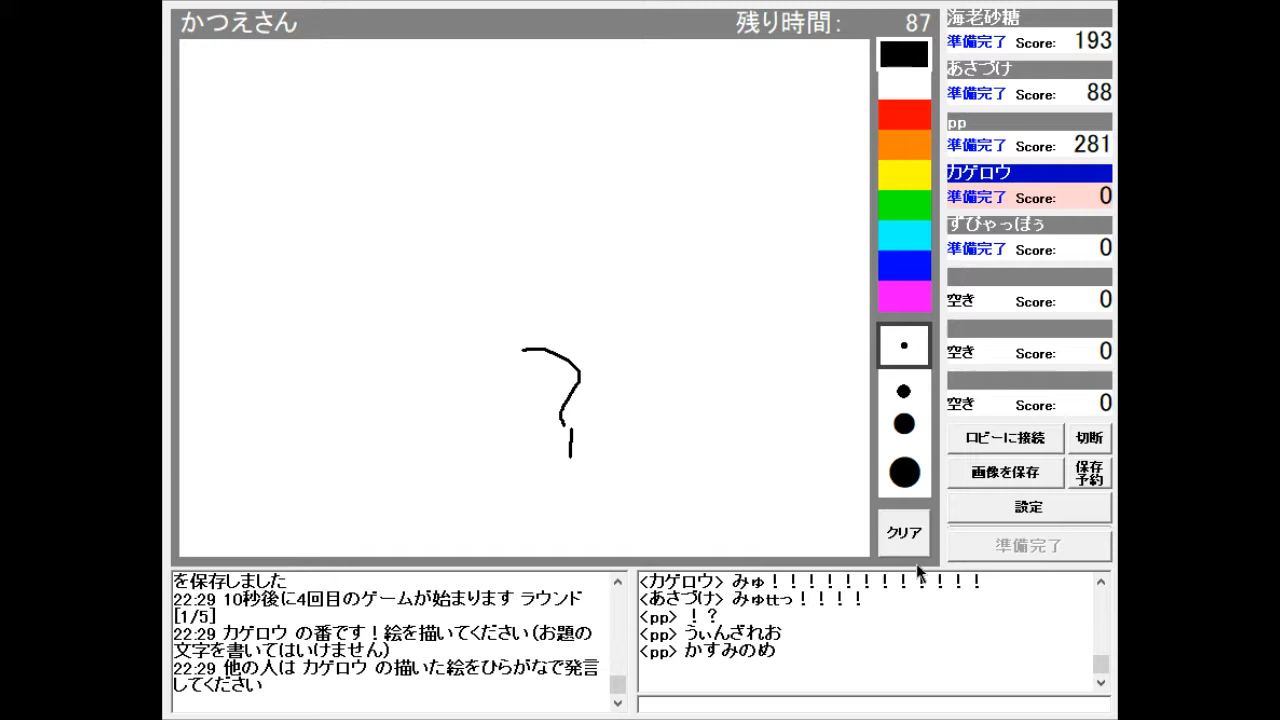 かつえさん 残り時間： 87
海老砂糖
準備完了 Score: 193
あさづけ
準備完了 Score: 88
pp
準備完了 Score: 281
カゲロウ
準備完了 Score: 0
ずびゃっぼぅ
準備完了 Score: 0
空き Score: 0
空き Score: 0
空き Score: 0
ロビーに接続 切断
画像を保存 保存予約
設定
クリア
準備完了
を保存しました
22:29 10秒後に4回目のゲームが始まります ラウンド
[1/5]
22:29 カゲロウ の番です！絵を描いてください(お題の
文字を書いてはいけません)
22:29 他の人は カゲロウ の描いた絵をひらがなで発言
してください
<カゲロウ> みゅ！！！！！！！！！！！！
<あさづけ> みゅせっ！！！！
<pp> ！？
<pp> うぃんざれお
<pp> かすみのめ